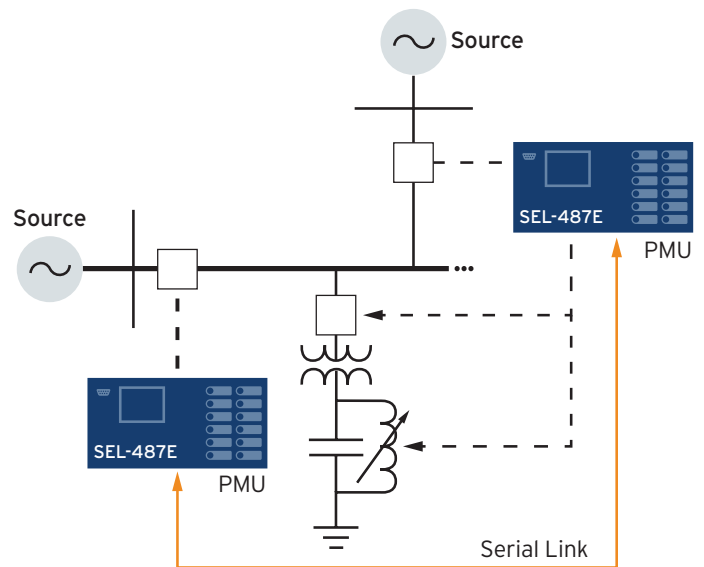 Source
SEL-487E
PMU
Source
SEL-487E
PMU
Serial Link